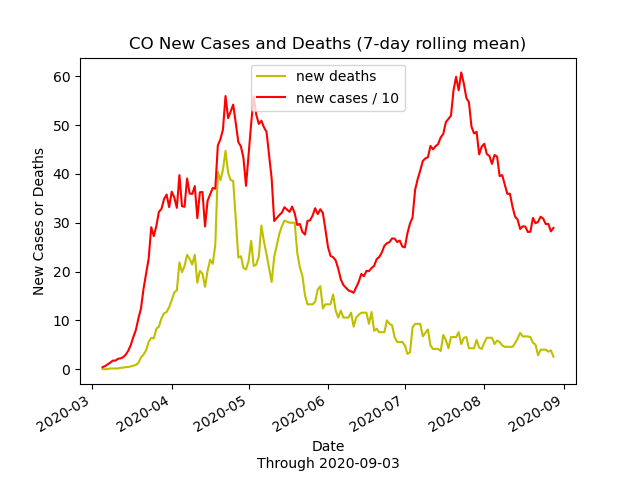 CO New Cases and Deaths (7-day rolling mean)
new deaths
new cases / 10
New Cases or Deaths
60
50
40
30
20
10
0
2020-03
2020-04
2020-05
2020-06
2020-07
2020-08
2020-09
Date
Through 2020-09-03